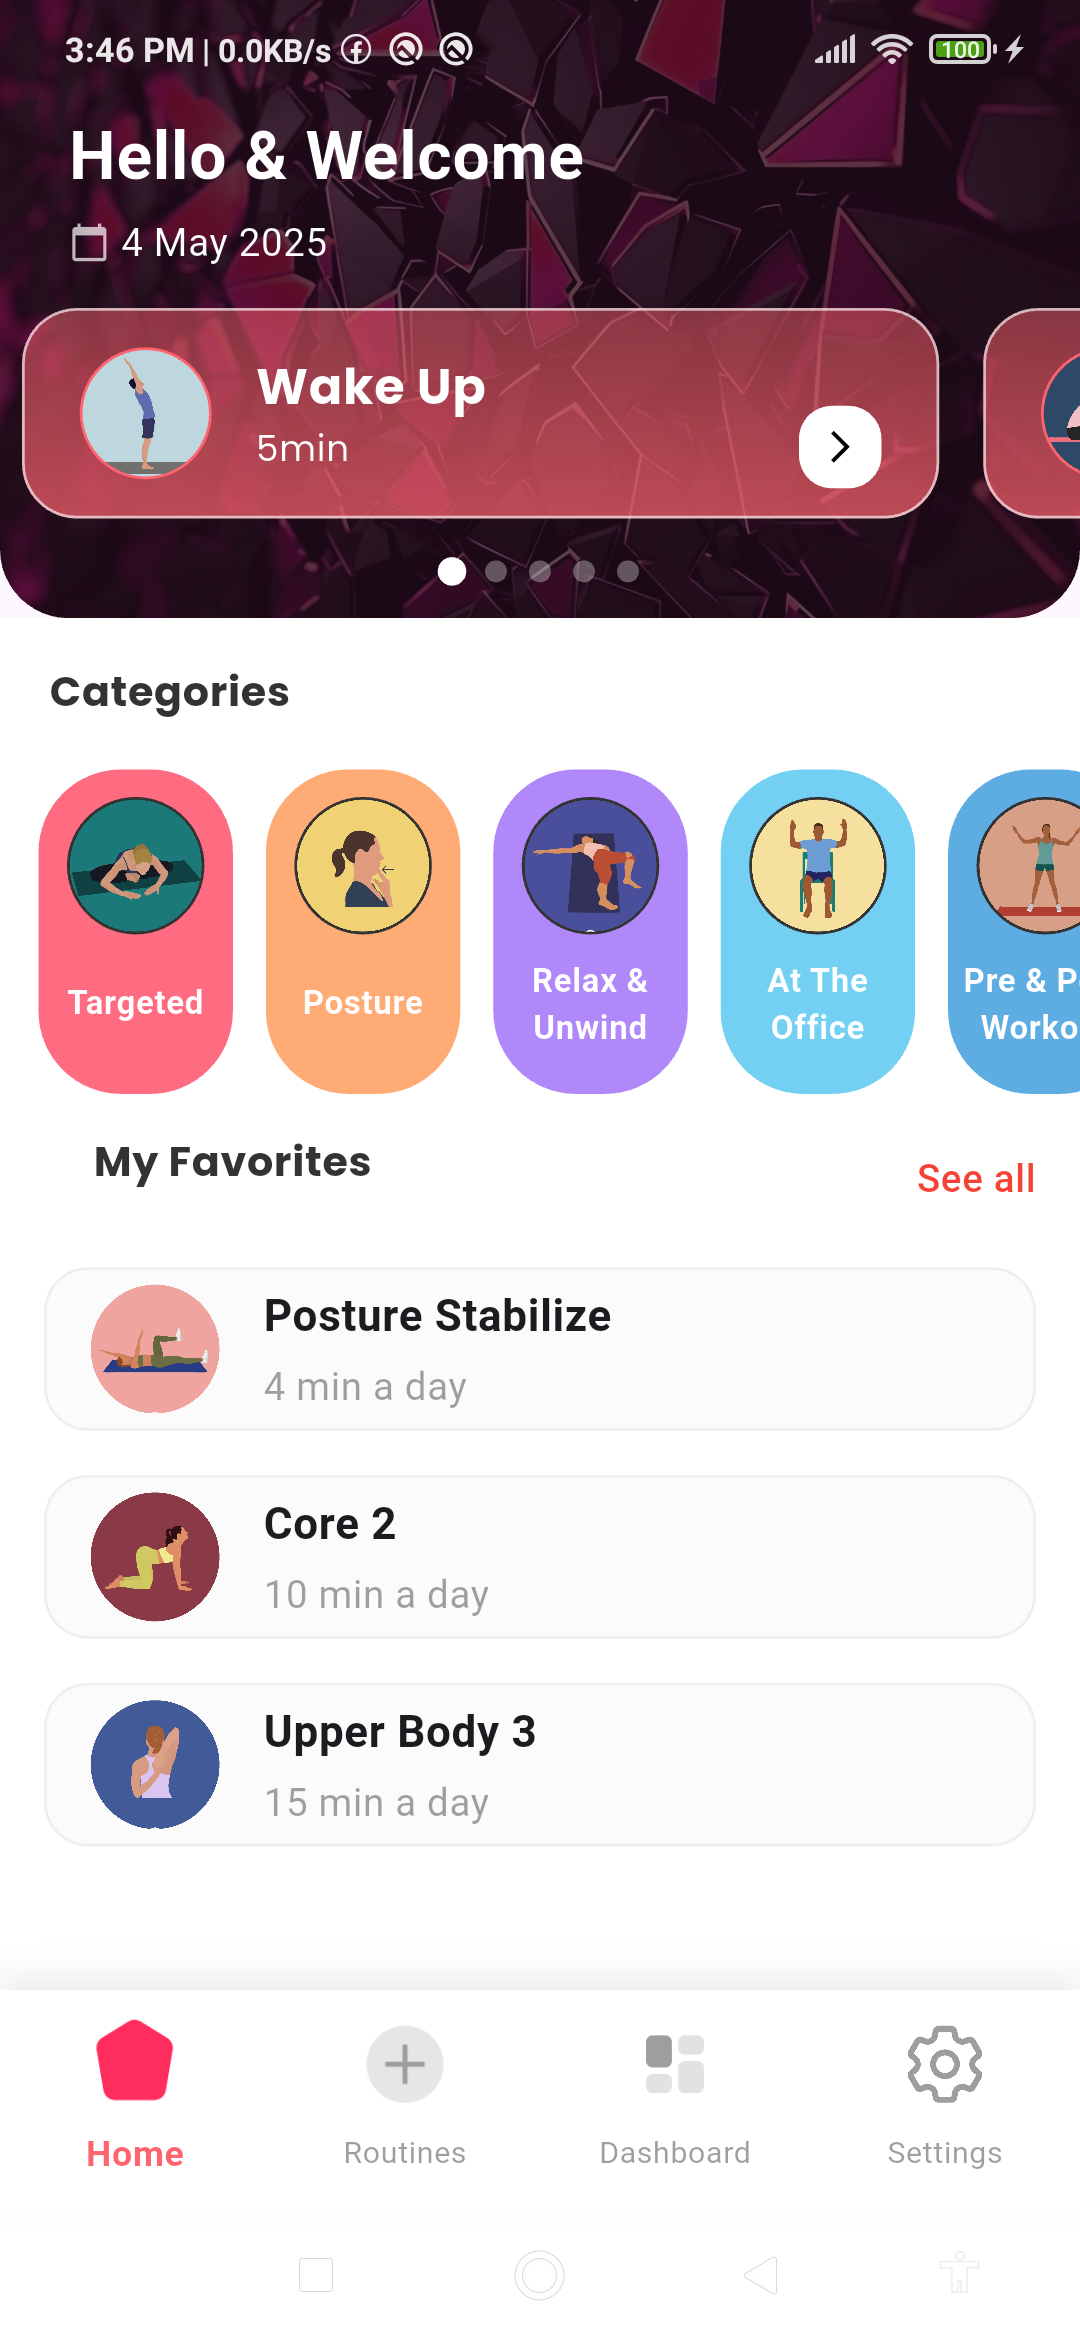 3:46 PM | 0.0KB/s
100
Hello & Welcome
4 May 2025
Wake Up
5min
Categories
Targeted
Posture
Relax &
Unwind
At The
Office
Pre & P
Worko
My Favorites
See all
Posture Stabilize
4 min a day
Core 2
10 min a day
Upper Body 3
15 min a day
Home
Routines
Dashboard
Settings